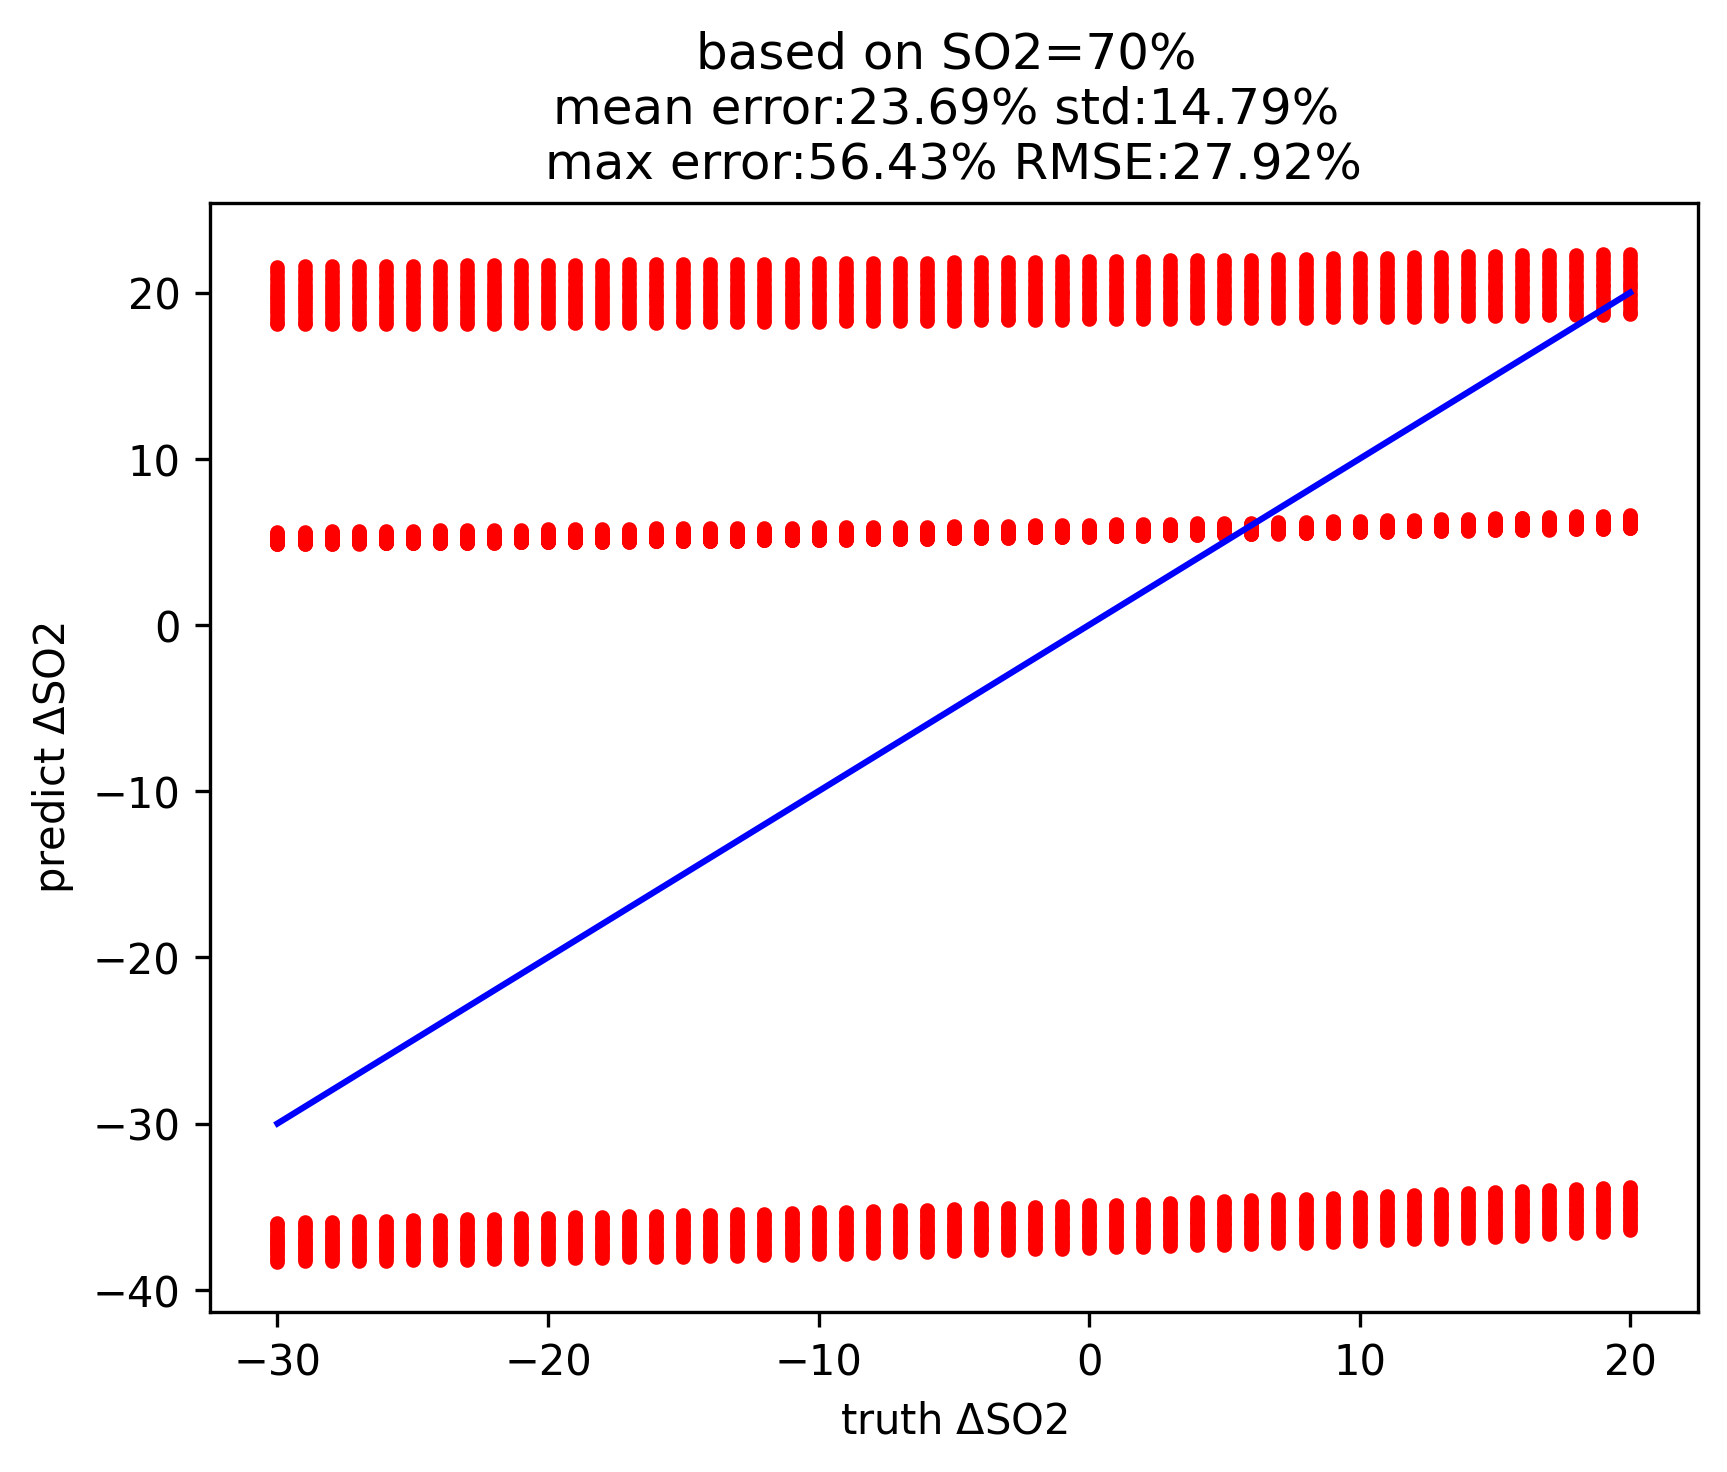 based on SO2=70%
mean error:23.69% std:14.79%
max error:56.43% RMSE:27.92%
20
10
0
−10
−20
−30
−40
predict ΔSO2
−30 −20 −10 0 10 20
truth ΔSO2